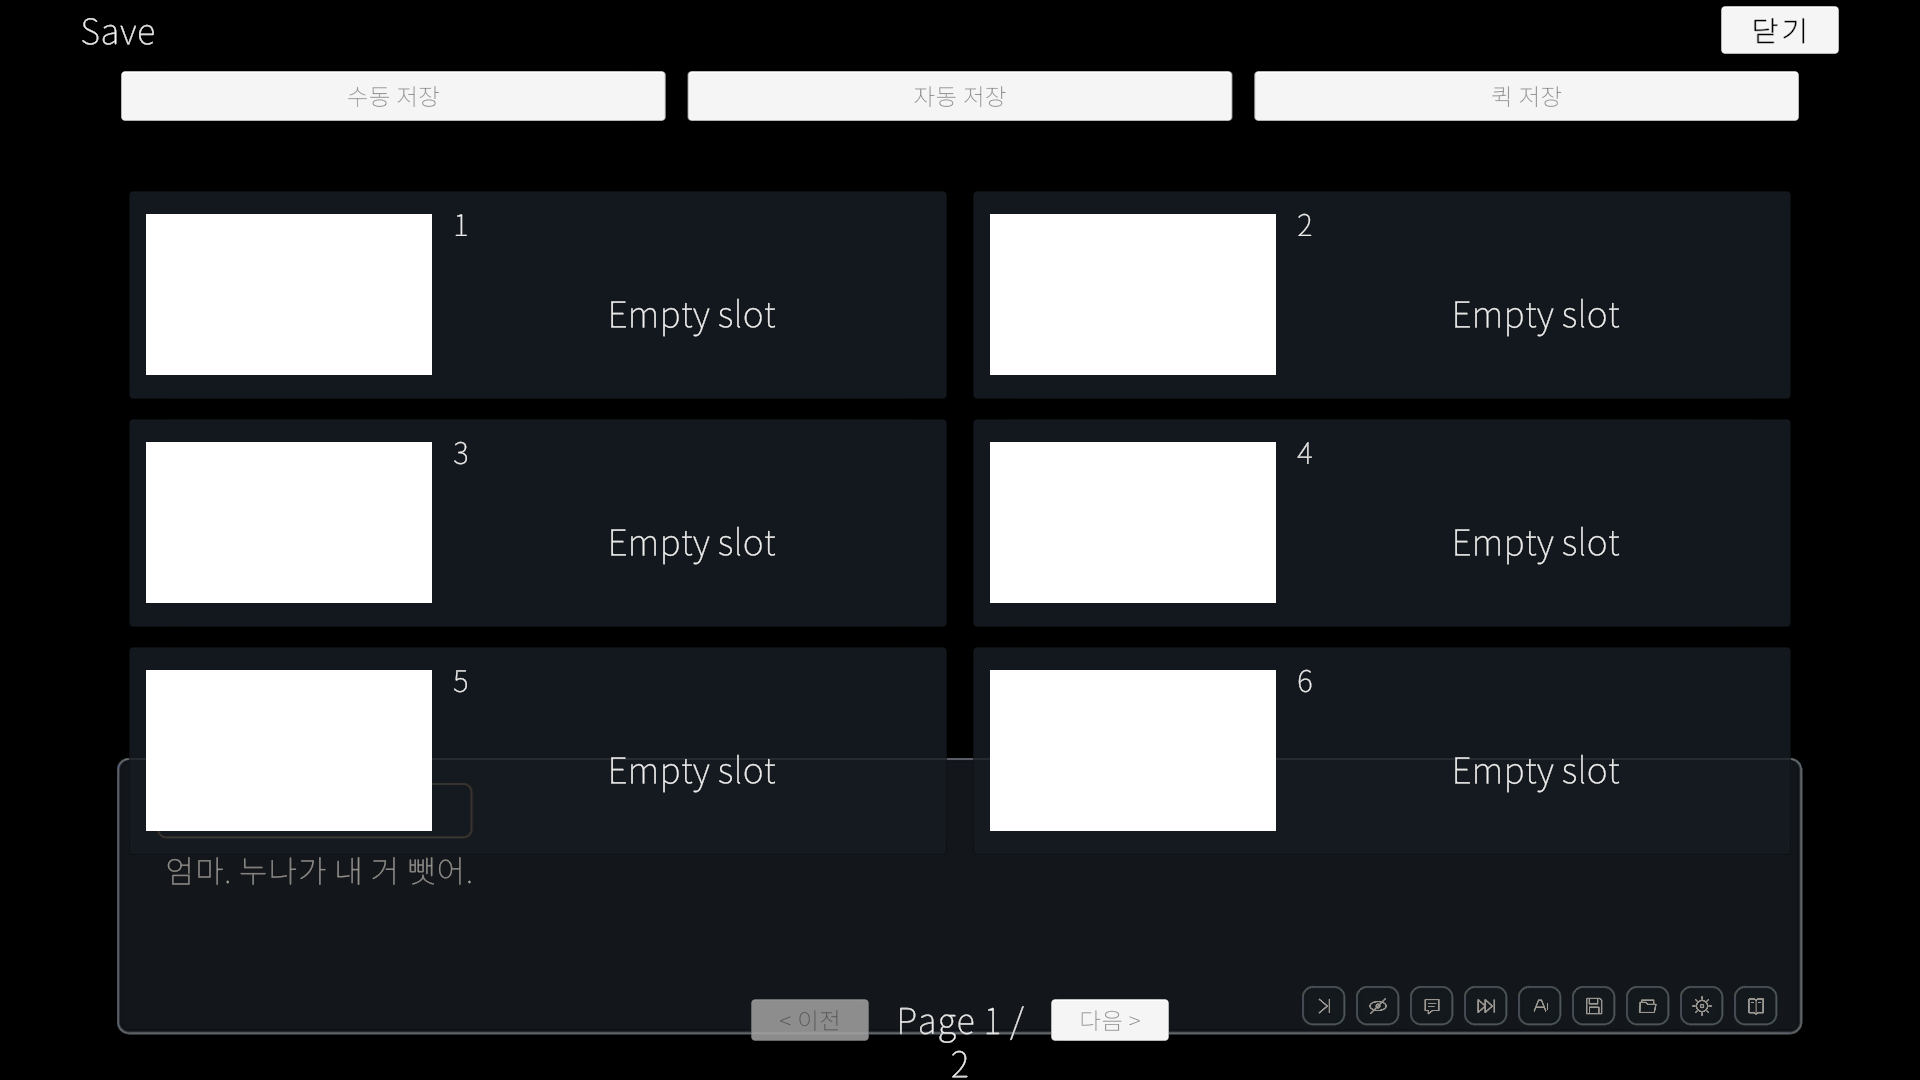 Save
닫기
수동 저장
자동 저장
퀵 저장
1
Empty slot
2
Empty slot
3
Empty slot
4
Empty slot
5
Empty slot
6
Empty slot
엄마. 누나가 내 거 뺏어.
< 이전
Page 1 /
2
다음 >